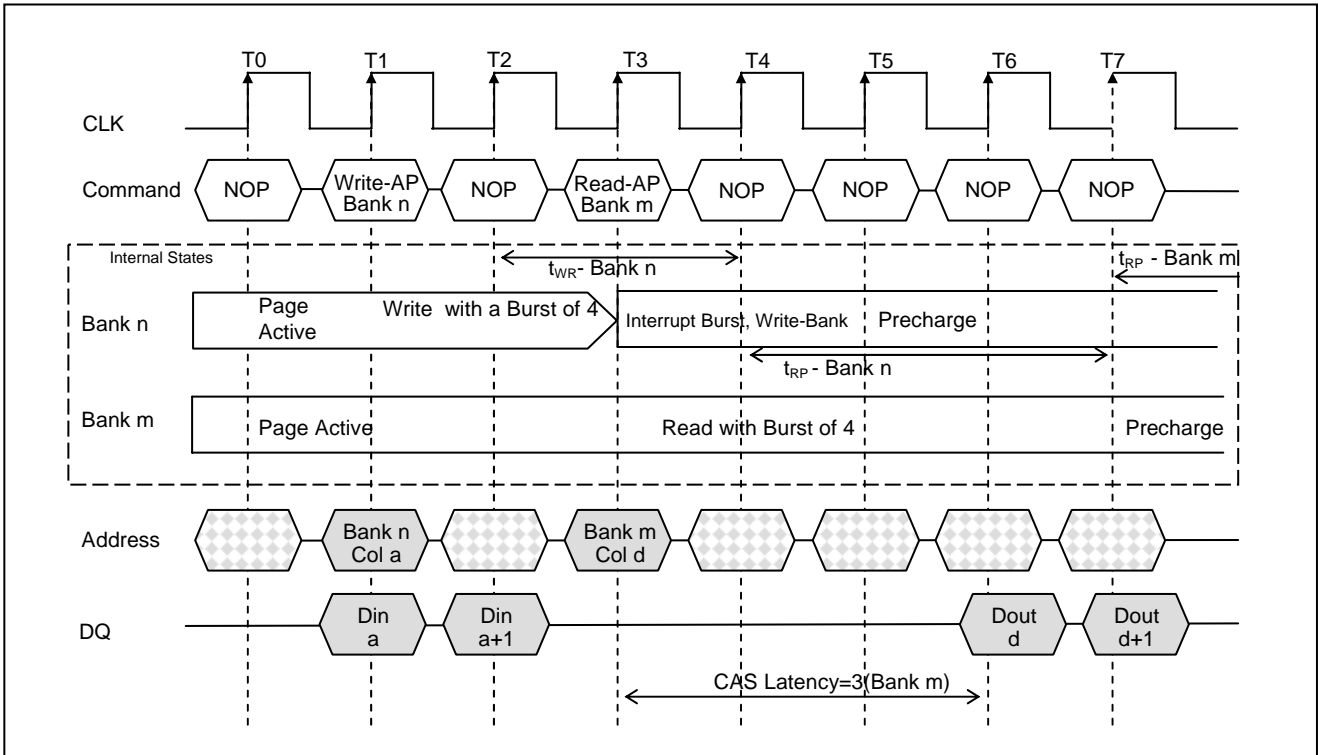 T0 T1 T2 T3 T4 T5 T6 T7
CLK
Command NOP Write-AP Bank n NOP Read-AP Bank m NOP NOP NOP NOP
Internal States
tWR- Bank n
tRP - Bank m
Bank n
Page Active
Write with a Burst of 4
Interrupt Burst, Write-Bank
Precharge
tRP - Bank n
Bank m
Page Active
Read with Burst of 4
Precharge
Address
Bank n
Col a
Bank m
Col d
DQ
Din
a
Din
a+1
Dout
d
Dout
d+1
CAS Latency=3(Bank m)